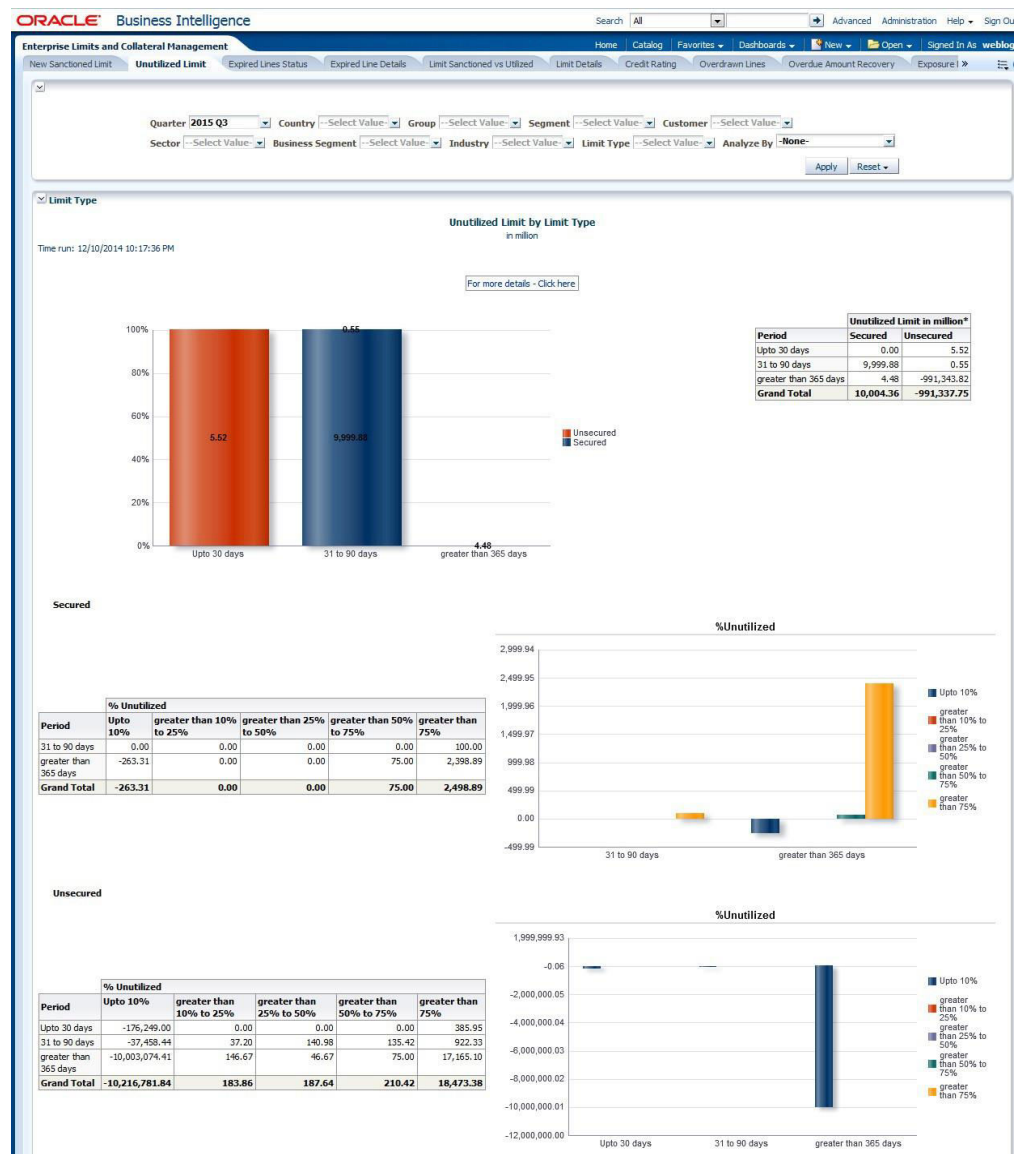 ORACLE Business Intelligence
Search All Advanced Administration Help Sign Ou
Enterprise Limits and Collateral Management
Home Catalog Favorites Dashboards New Open Signed In As weblog
New Sanctioned Limit Unutilized Limit Expired Lines Status Expired Line Details Limit Sanctioned vs Utilized Limit Details Credit Rating Overdrawn Lines Overdue Amount Recovery Exposure »
Quarter 2015 Q3 Country --Select Value- Group --Select Value- Segment --Select Value- Customer --Select Value-
Sector --Select Value- Business Segment --Select Value- Industry --Select Value- Limit Type --Select Value- Analyze By -None-
Apply Reset
Limit Type
Unutilized Limit by Limit Type
in million
Time run: 12/10/2014 10:17:36 PM
For more details - Click here
100%
80%
60%
40%
20%
0%
0.55
5.52
9,999.88
4.48
Upto 30 days
31 to 90 days
greater than 365 days
Unsecured
Secured
Unutilized Limit in million*
Period Secured Unsecured
Upto 30 days 0.00 5.52
31 to 90 days 9,999.88 0.55
greater than 365 days 4.48 -991,343.82
Grand Total 10,004.36 -991,337.75
Secured
% Unutilized
Period Upto 10% greater than 10% to 25% greater than 25% to 50% greater than 50% to 75% greater than 75%
31 to 90 days 0.00 0.00 0.00 0.00 100.00
greater than 365 days -263.31 0.00 0.00 75.00 2,398.89
Grand Total -263.31 0.00 0.00 75.00 2,498.89
%Unutilized
2,999.94
2,499.95
1,999.96
1,499.97
999.98
499.99
0.00
-499.99
31 to 90 days
greater than 365 days
Upto 10%
greater than 10% to 25%
greater than 25% to 50%
greater than 50% to 75%
greater than 75%
Unsecured
% Unutilized
Period Upto 10% greater than 10% to 25% greater than 25% to 50% greater than 50% to 75% greater than 75%
Upto 30 days -176,249.00 0.00 0.00 0.00 385.95
31 to 90 days -37,458.44 37.20 140.98 135.42 922.33
greater than 365 days -10,003,074.41 146.67 46.67 75.00 17,165.10
Grand Total -10,216,781.84 183.86 187.64 210.42 18,473.38
%Unutilized
1,999,999.93
-0.06
-2,000,000.05
-4,000,000.04
-6,000,000.03
-8,000,000.02
-10,000,000.01
-12,000,000.00
Upto 30 days
31 to 90 days
greater than 365 days
Upto 10%
greater than 10% to 25%
greater than 25% to 50%
greater than 50% to 75%
greater than 75%